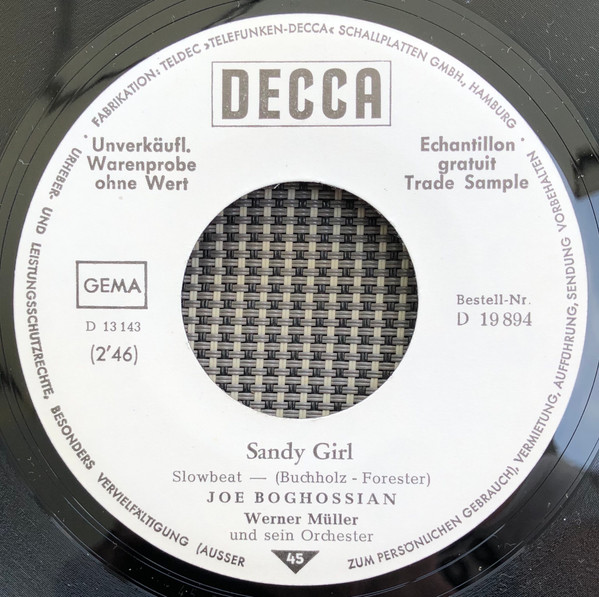 FABRIKATION: TELDEC ›TELEFUNKEN-DECCA‹ SCHALLPLATTEN GMBH., HAMBURG
DECCA
Unverkäufl.
Warenprobe
ohne Wert
Echantillon
gratuit
Trade Sample
GEMA
D 13 143
(2'46)
Bestell-Nr.
D 19 894
Sandy Girl
Slowbeat — (Buchholz - Forester)
JOE BOGHOSSIAN
Werner Müller
und sein Orchester
45
URHEBER- UND LEISTUNGSSCHUTZRECHTE, BESONDERS VERVIELFÄLTIGUNG (AUSSER ZUM PERSÖNLICHEN GEBRAUCH), VERMIETUNG, AUFFÜHRUNG, SENDUNG VORBEHALTEN